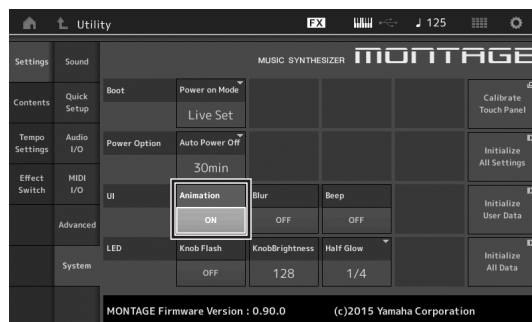 Utility FX ♩ 125
Settings Sound MUSIC SYNTHESIZER MONTAGE
Contents Quick Setup Boot Power on Mode Calibrate Touch Panel
Live Set
Tempo Settings Audio I/O Power Option Auto Power Off Initialize All Settings
30min
Effect Switch MIDI I/O UI Animation Blur Beep Initialize User Data
Advanced ON OFF OFF
System LED Knob Flash KnobBrightness Half Glow Initialize All Data
OFF 128 1/4
MONTAGE Firmware Version : 0.90.0 (c)2015 Yamaha Corporation